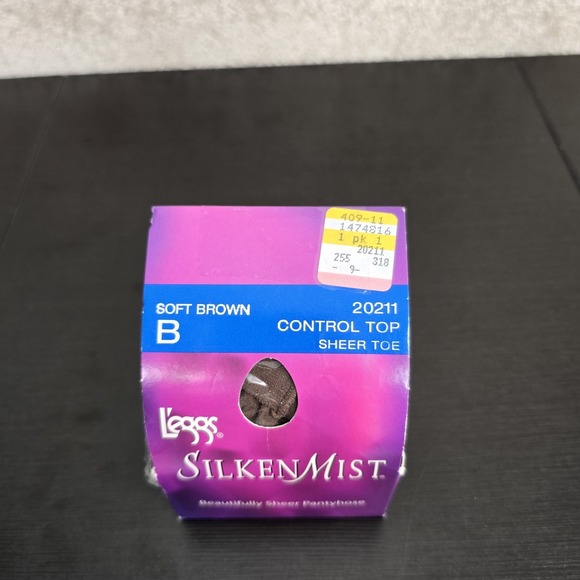 409-11
1474816
1 pk 1
20211
255 318
- 9-
SOFT BROWN
B
20211
CONTROL TOP
SHEER TOE
L'eggs®
SILKEN MIST™
Beautifully Sheer Pantyhose